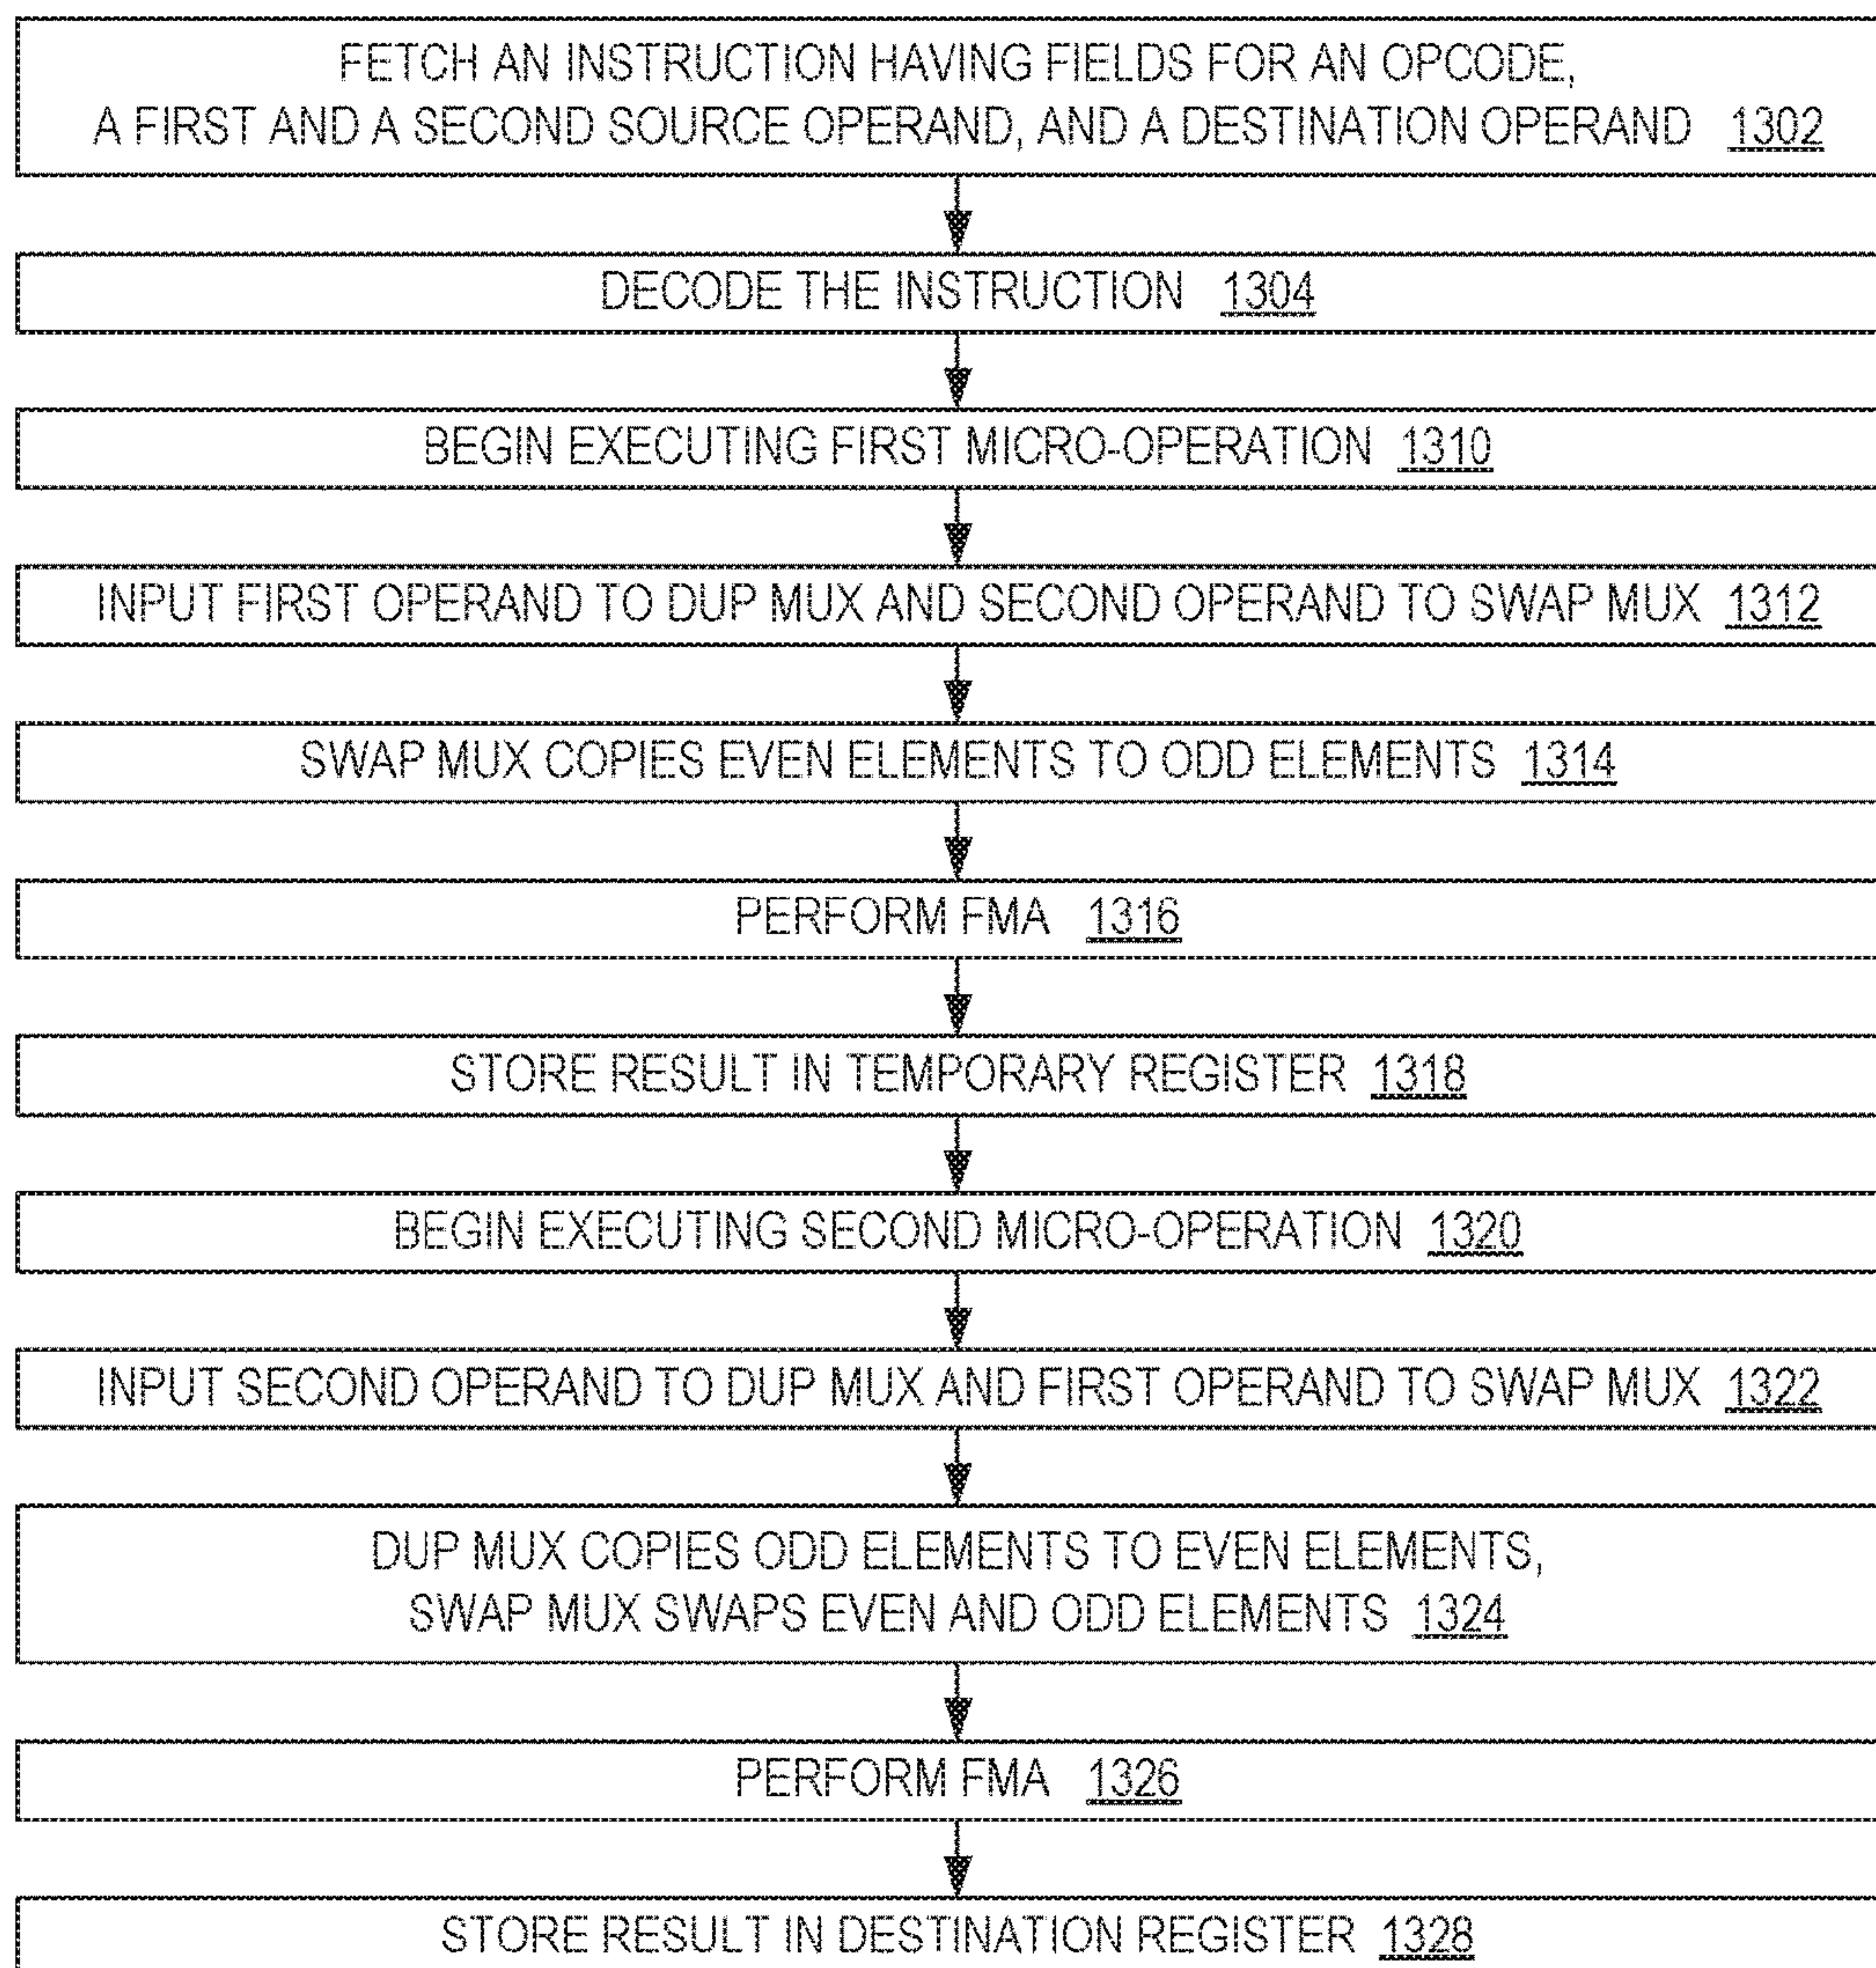 FETCH AN INSTRUCTION HAVING FIELDS FOR AN OPCODE,
A FIRST AND A SECOND SOURCE OPERAND, AND A DESTINATION OPERAND 1302
DECODE THE INSTRUCTION 1304
BEGIN EXECUTING FIRST MICRO-OPERATION 1310
INPUT FIRST OPERAND TO DUP MUX AND SECOND OPERAND TO SWAP MUX 1312
SWAP MUX COPIES EVEN ELEMENTS TO ODD ELEMENTS 1314
PERFORM FMA 1316
STORE RESULT IN TEMPORARY REGISTER 1318
BEGIN EXECUTING SECOND MICRO-OPERATION 1320
INPUT SECOND OPERAND TO DUP MUX AND FIRST OPERAND TO SWAP MUX 1322
DUP MUX COPIES ODD ELEMENTS TO EVEN ELEMENTS,
SWAP MUX SWAPS EVEN AND ODD ELEMENTS 1324
PERFORM FMA 1326
STORE RESULT IN DESTINATION REGISTER 1328